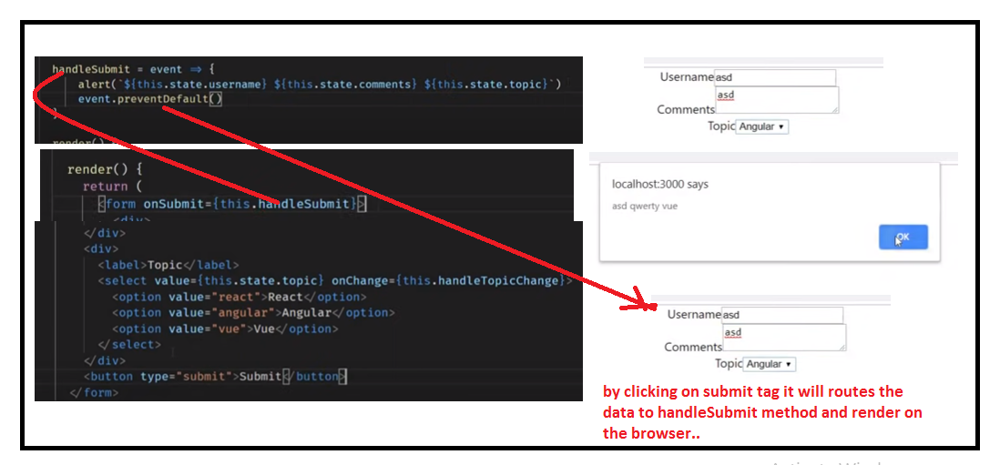 handleSubmit = event ⇒ {
alert(`${this.state.username} ${this.state.comments} ${this.state.topic}`)
event.preventDefault()
}
render() {
render() {
return (
<form onSubmit={this.handleSubmit}>
<div>
</div>
<div>
<label>Topic</label>
<select value={this.state.topic} onChange={this.handleTopicChange}>
<option value="react">React</option>
<option value="angular">Angular</option>
<option value="vue">Vue</option>
</select>
</div>
<button type="submit">Submit</button>
</form>
Username asd
asd
Comments
Topic Angular
localhost:3000 says
asd qwerty vue
OK
Username asd
asd
Comments
Topic Angular
by clicking on submit tag it will routes the
data to handleSubmit method and render on
the browser..